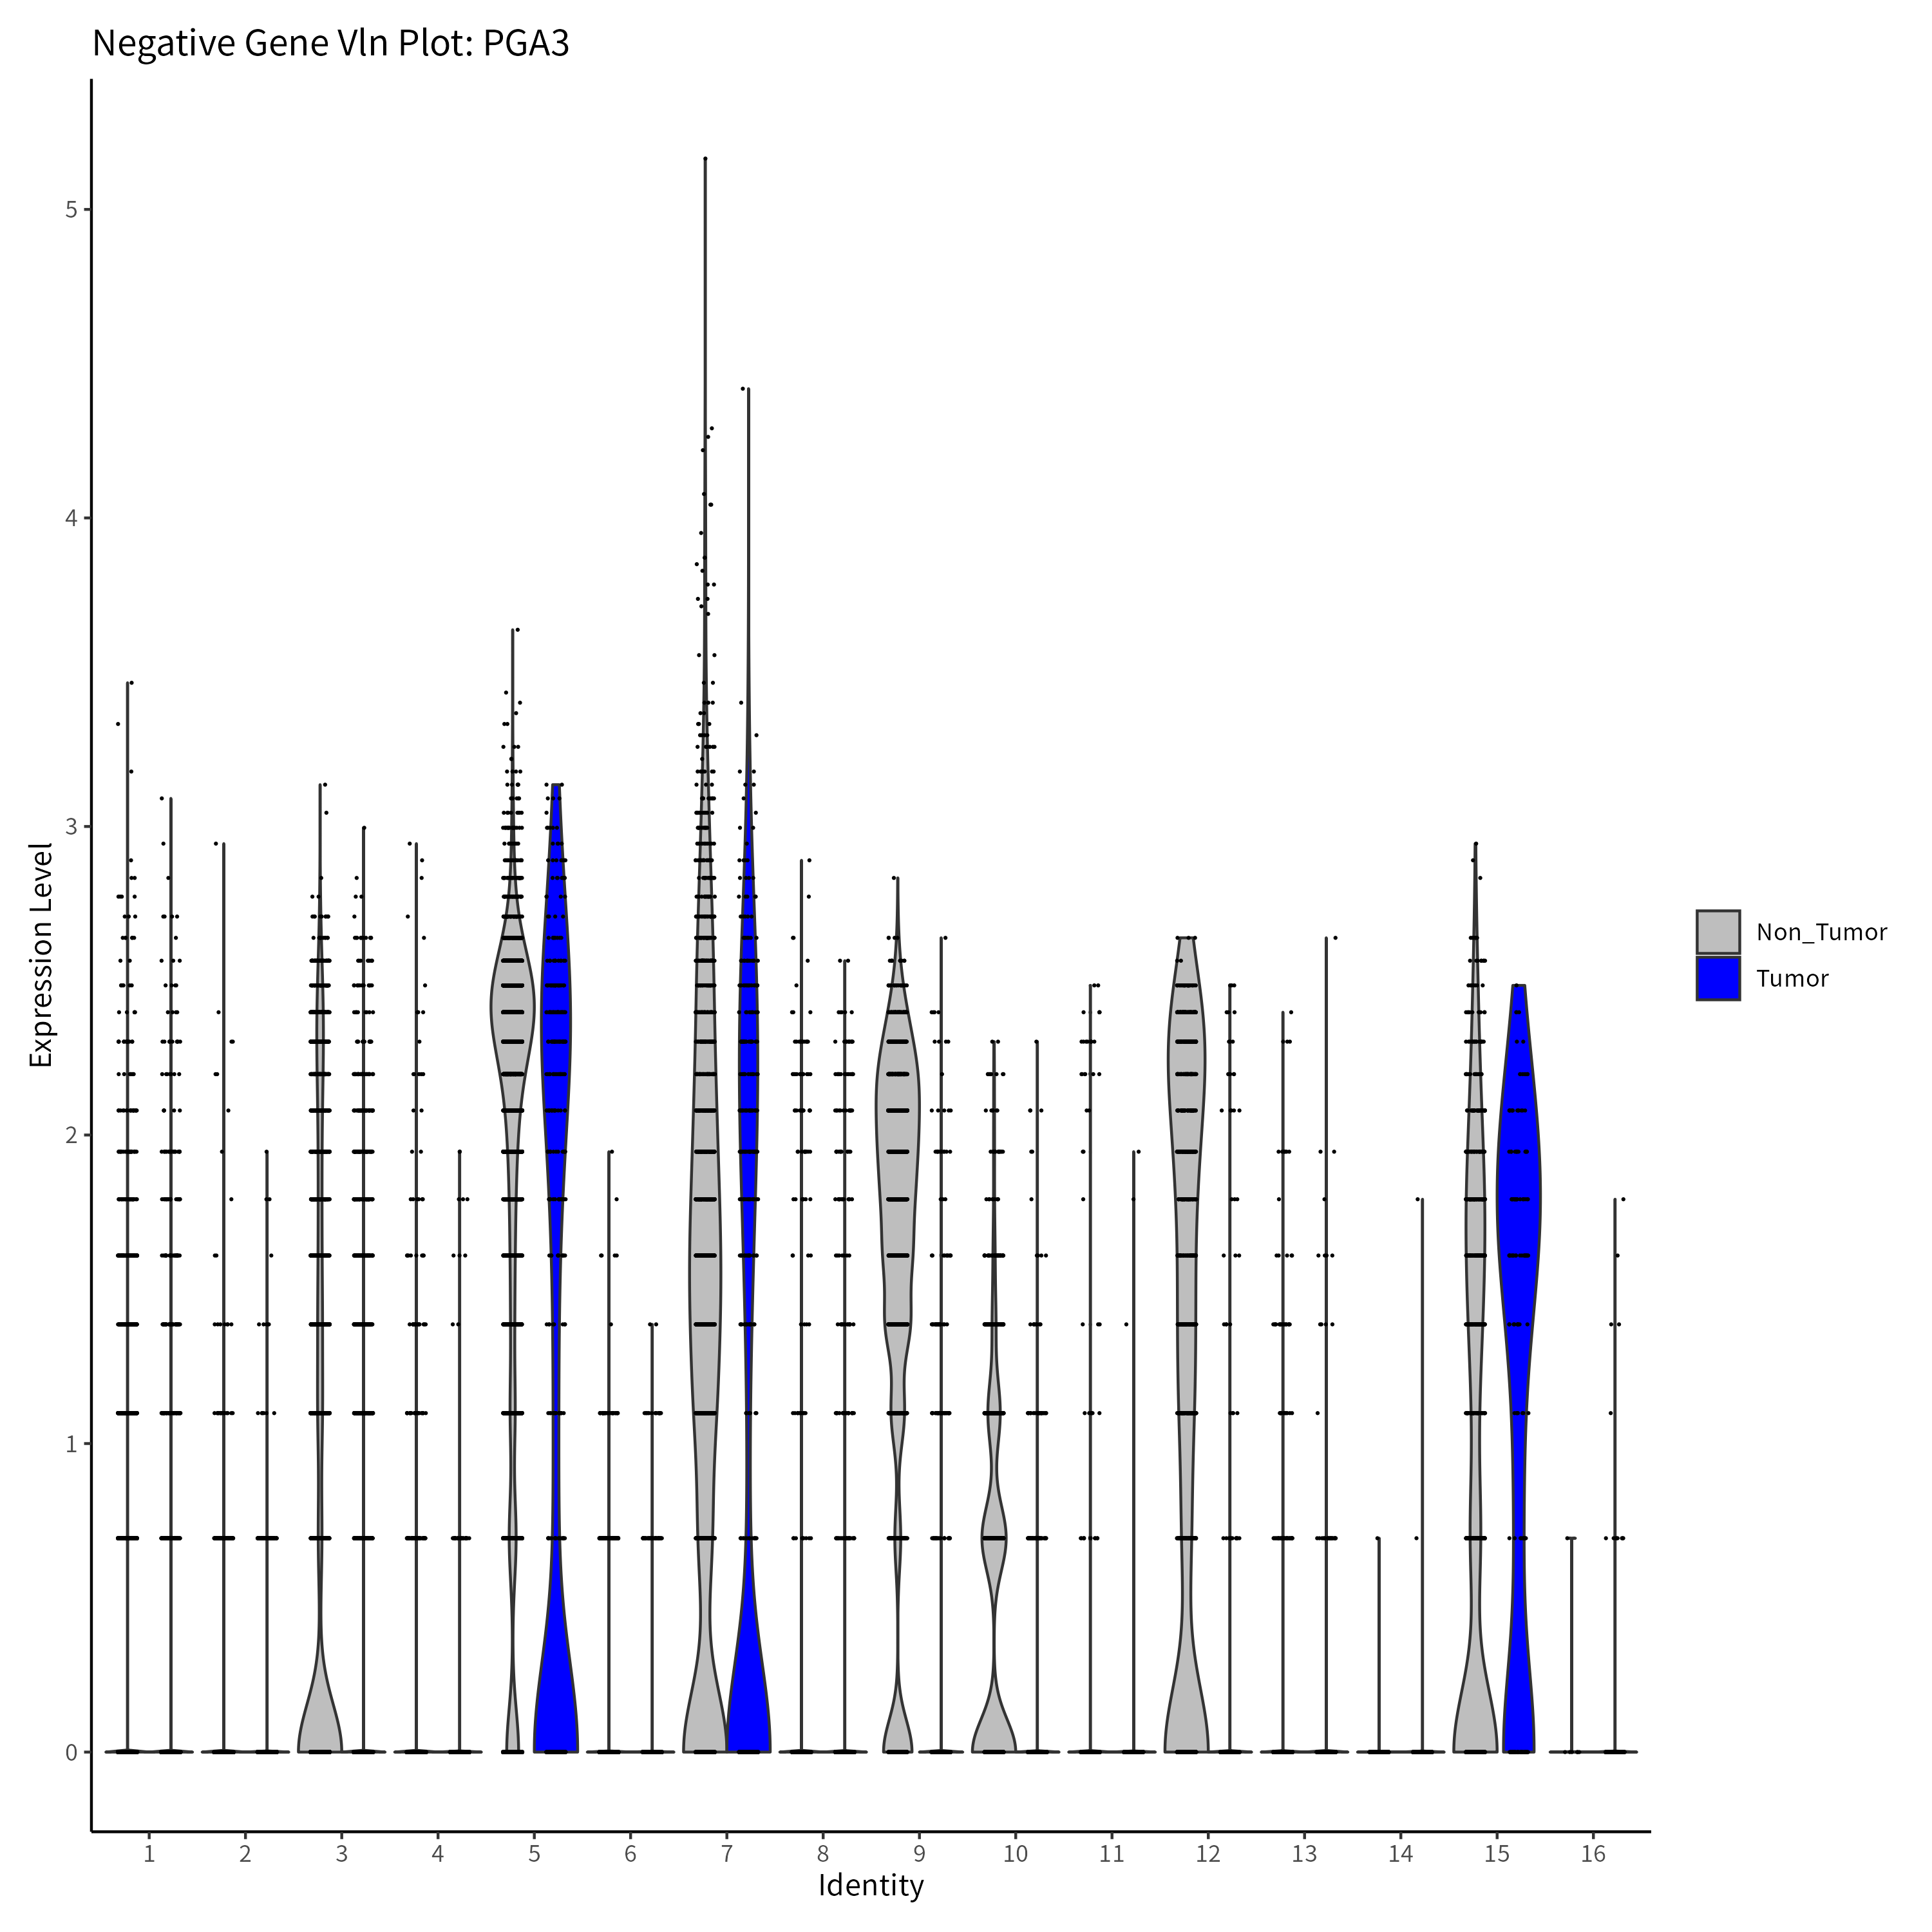 Negative Gene Vln Plot: PGA3
5
4
3
2
1
0
Expression Level
1 2 3 4 5 6 7 8 9 10 11 12 13 14 15 16
Identity
Non_Tumor
Tumor